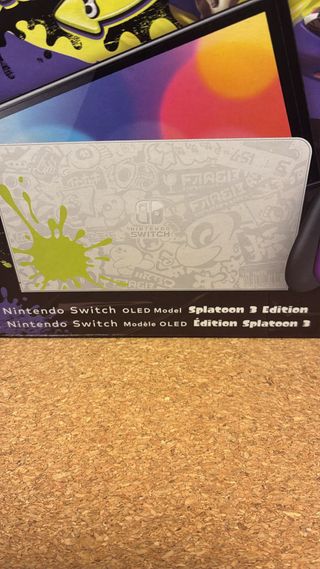 NINTENDO
SWITCH
Nintendo Switch OLED Model Splatoon 3 Edition
Nintendo Switch Modèle OLED Édition Splatoon 3